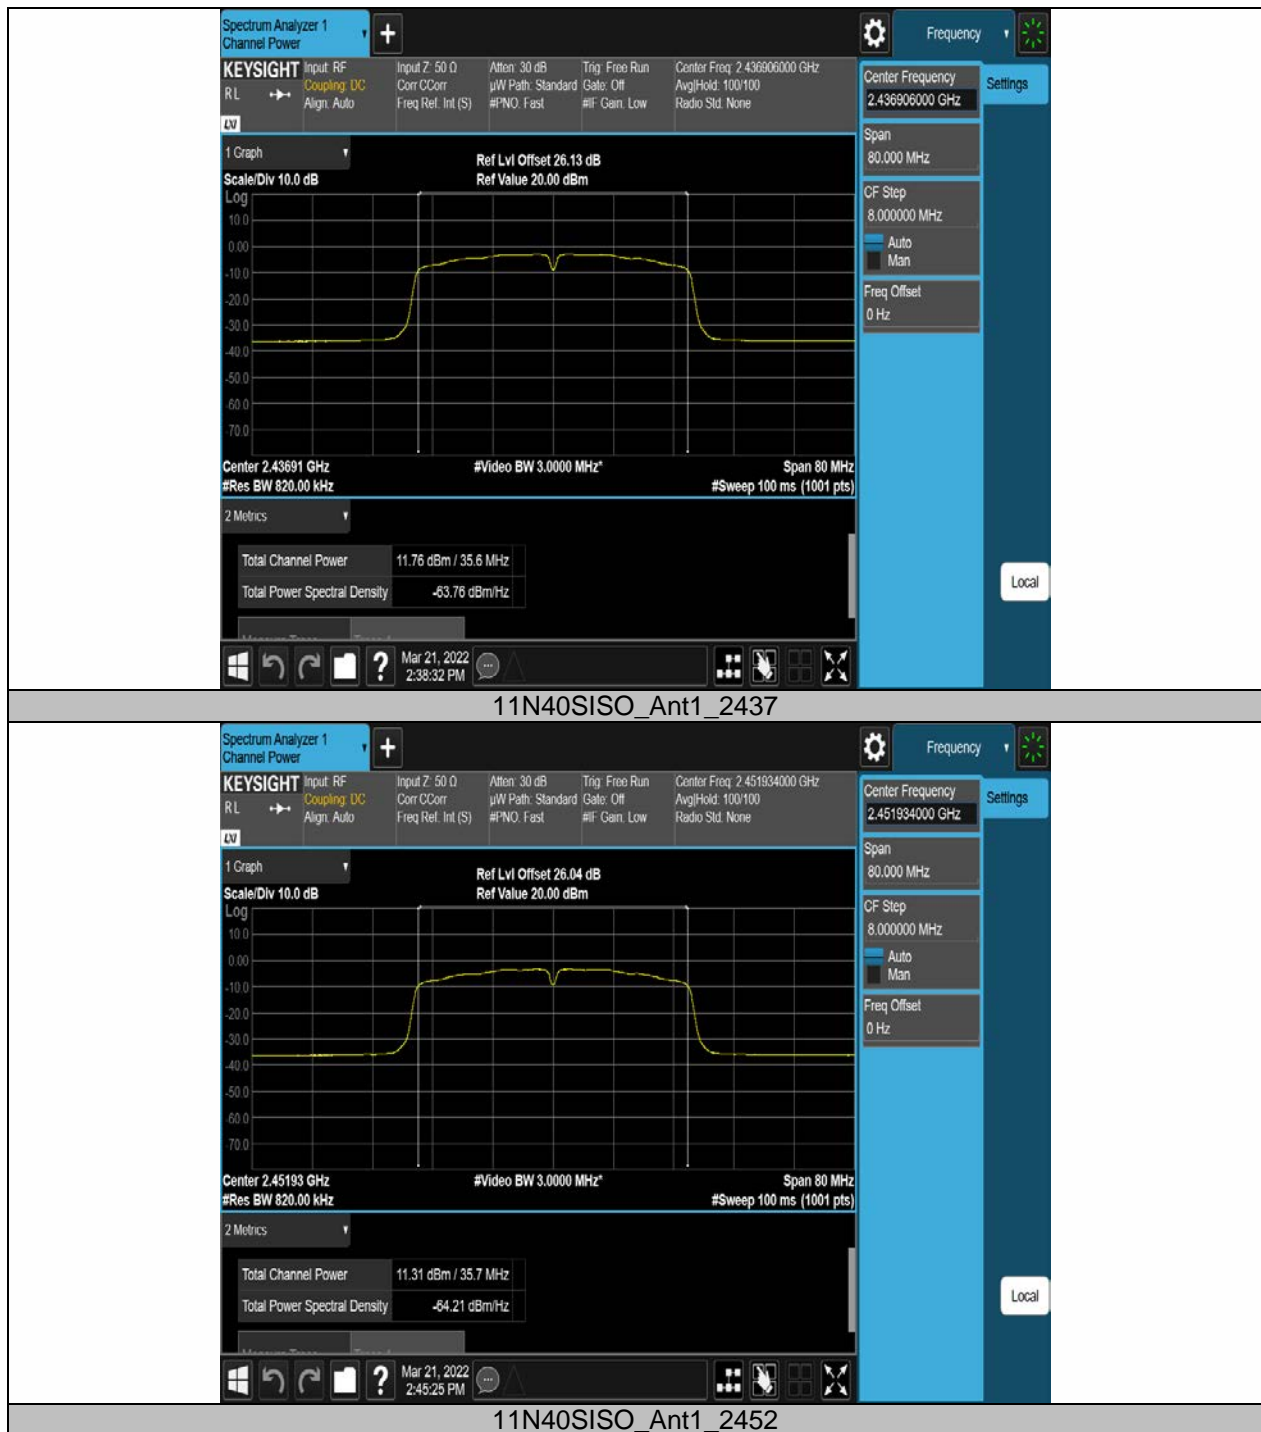 Spectrum Analyzer 1
Channel Power
+
Frequency
KEYSIGHT
RL
LXI
Input: RF
Coupling: DC
Align: Auto
Input Z: 50 Ω
Corr CCorr
Freq Ref: Int (S)
Atten: 30 dB
µW Path: Standard
#PNO: Fast
Trig: Free Run
Gate: Off
#IF Gain: Low
Center Freq: 2.436906000 GHz
Avg|Hold: 100/100
Radio Std: None
Center Frequency
2.436906000 GHz
Settings
Span
80.000 MHz
CF Step
8.000000 MHz
Auto
Man
Freq Offset
0 Hz
Local
1 Graph
Scale/Div 10.0 dB
Ref Lvl Offset 26.13 dB
Ref Value 20.00 dBm
Log
10.0
0.00
-10.0
-20.0
-30.0
-40.0
-50.0
-60.0
-70.0
Center 2.43691 GHz
#Video BW 3.0000 MHz*
Span 80 MHz
#Res BW 820.00 kHz
#Sweep 100 ms (1001 pts)
2 Metrics
Total Channel Power 11.76 dBm / 35.6 MHz
Total Power Spectral Density -63.76 dBm/Hz
?
Mar 21, 2022
2:38:32 PM
11N40SISO_Ant1_2437
Spectrum Analyzer 1
Channel Power
+
Frequency
KEYSIGHT
RL
LXI
Input: RF
Coupling: DC
Align: Auto
Input Z: 50 Ω
Corr CCorr
Freq Ref: Int (S)
Atten: 30 dB
µW Path: Standard
#PNO: Fast
Trig: Free Run
Gate: Off
#IF Gain: Low
Center Freq: 2.451934000 GHz
Avg|Hold: 100/100
Radio Std: None
Center Frequency
2.451934000 GHz
Settings
Span
80.000 MHz
CF Step
8.000000 MHz
Auto
Man
Freq Offset
0 Hz
Local
1 Graph
Scale/Div 10.0 dB
Ref Lvl Offset 26.04 dB
Ref Value 20.00 dBm
Log
10.0
0.00
-10.0
-20.0
-30.0
-40.0
-50.0
-60.0
-70.0
Center 2.45193 GHz
#Video BW 3.0000 MHz*
Span 80 MHz
#Res BW 820.00 kHz
#Sweep 100 ms (1001 pts)
2 Metrics
Total Channel Power 11.31 dBm / 35.7 MHz
Total Power Spectral Density -64.21 dBm/Hz
?
Mar 21, 2022
2:45:25 PM
11N40SISO_Ant1_2452